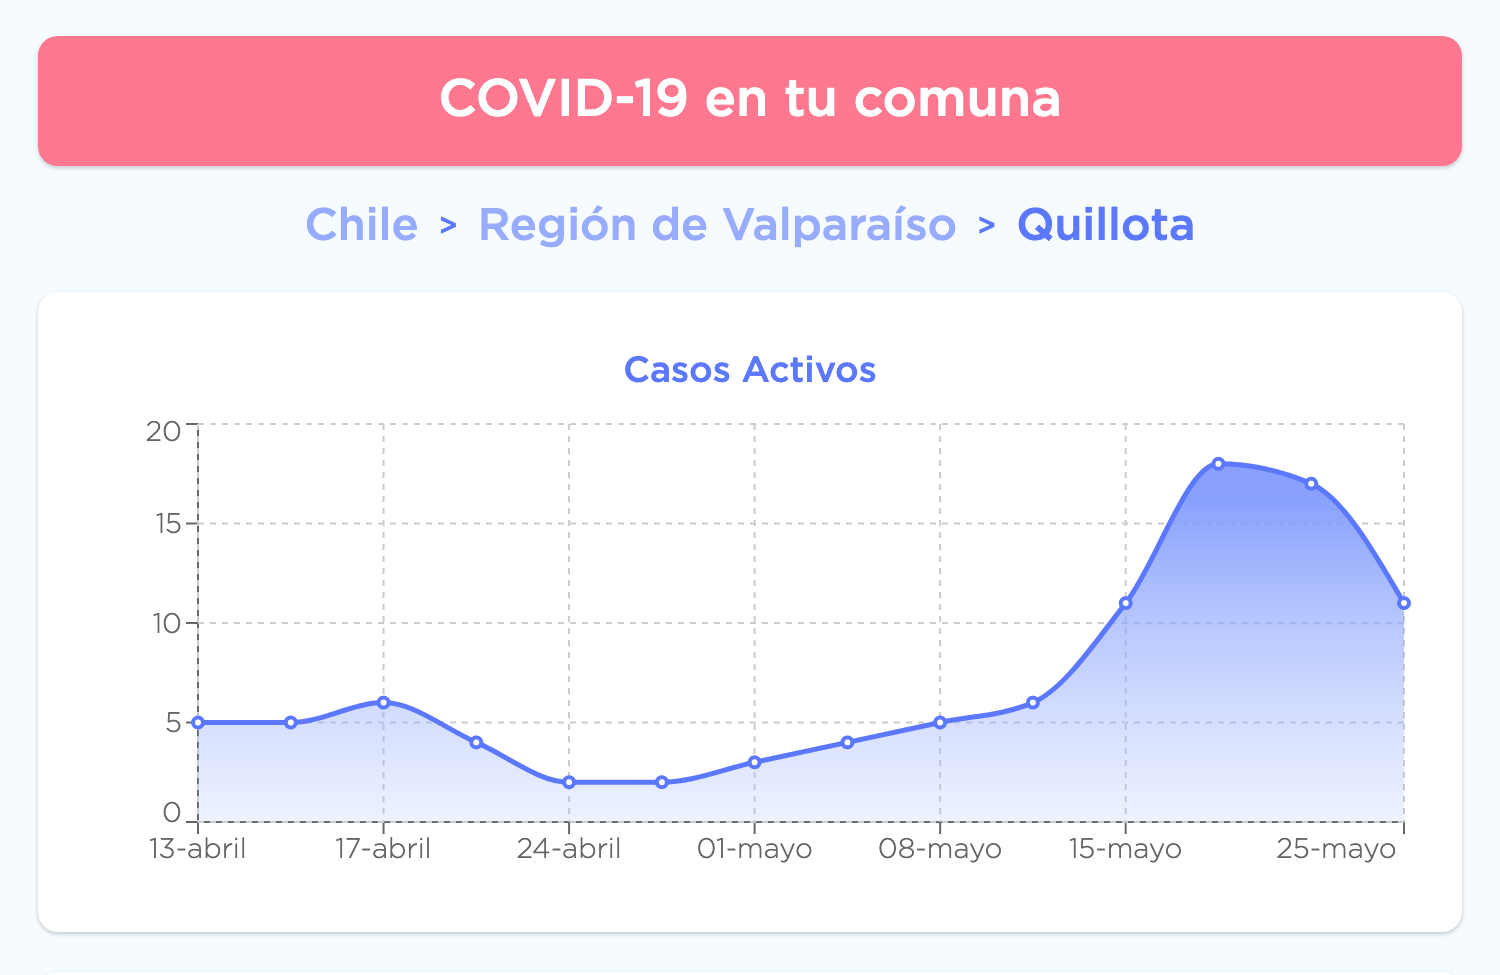 COVID-19 en tu comuna
Chile > Región de Valparaíso > Quillota
Casos Activos
20
15
10
5
0
13-abril 17-abril 24-abril 01-mayo 08-mayo 15-mayo 25-mayo